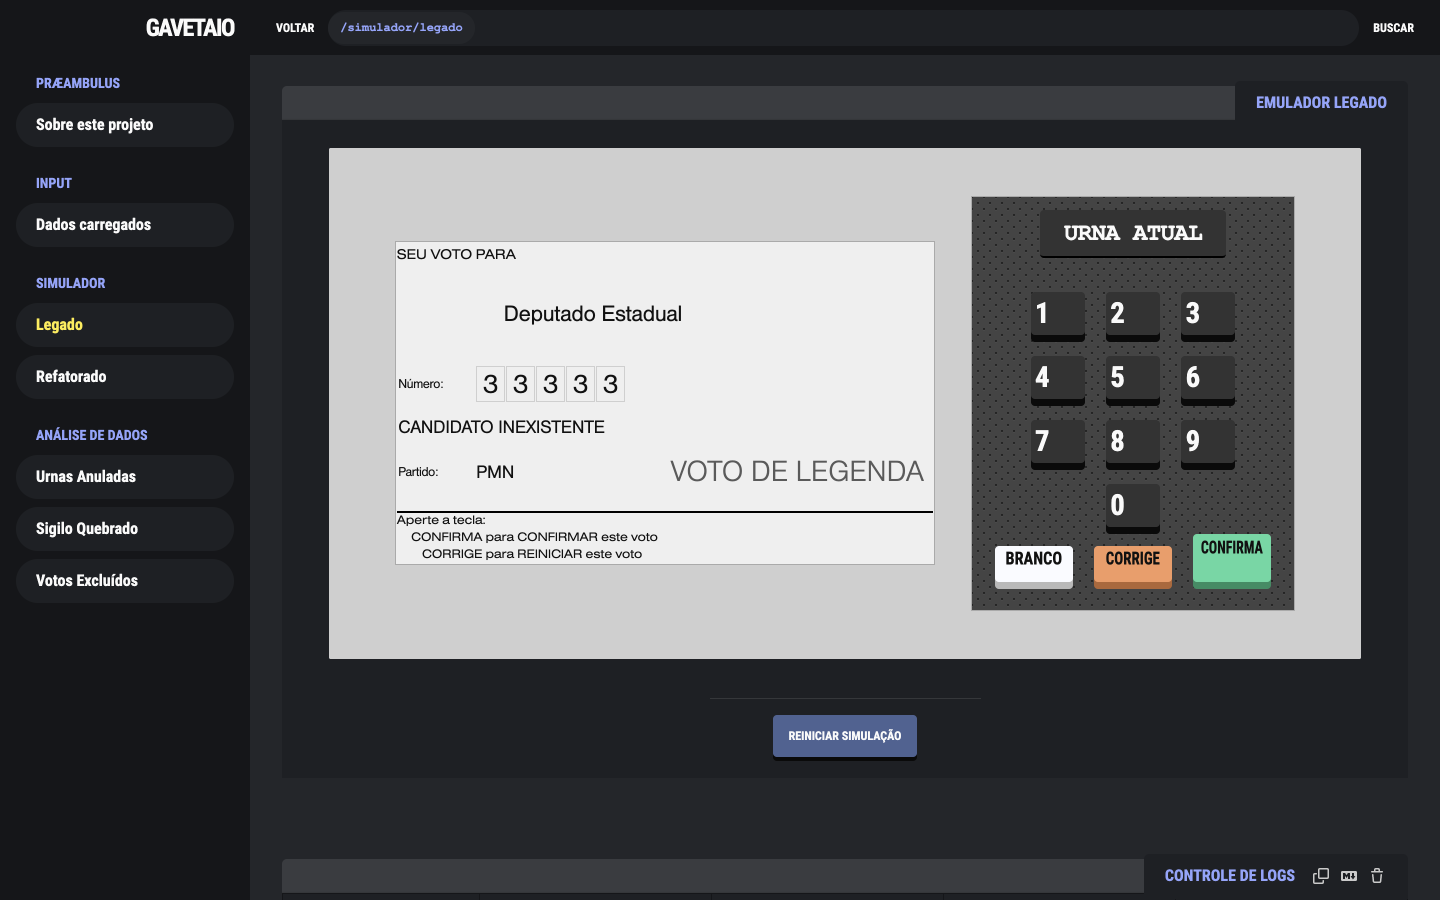 GAVETAIO
VOLTAR
/simulador/legado
BUSCAR
PRÆAMBULUS
Sobre este projeto
INPUT
Dados carregados
SIMULADOR
Legado
Refatorado
ANÁLISE DE DADOS
Urnas Anuladas
Sigilo Quebrado
Votos Excluídos
EMULADOR LEGADO
SEU VOTO PARA
Deputado Estadual
Número: 3 3 3 3 3
CANDIDATO INEXISTENTE
Partido: PMN VOTO DE LEGENDA
Aperte a tecla:
CONFIRMA para CONFIRMAR este voto
CORRIGE para REINICIAR este voto
URNA ATUAL
1 2 3
4 5 6
7 8 9
0
BRANCO CORRIGE CONFIRMA
REINICIAR SIMULAÇÃO
CONTROLE DE LOGS